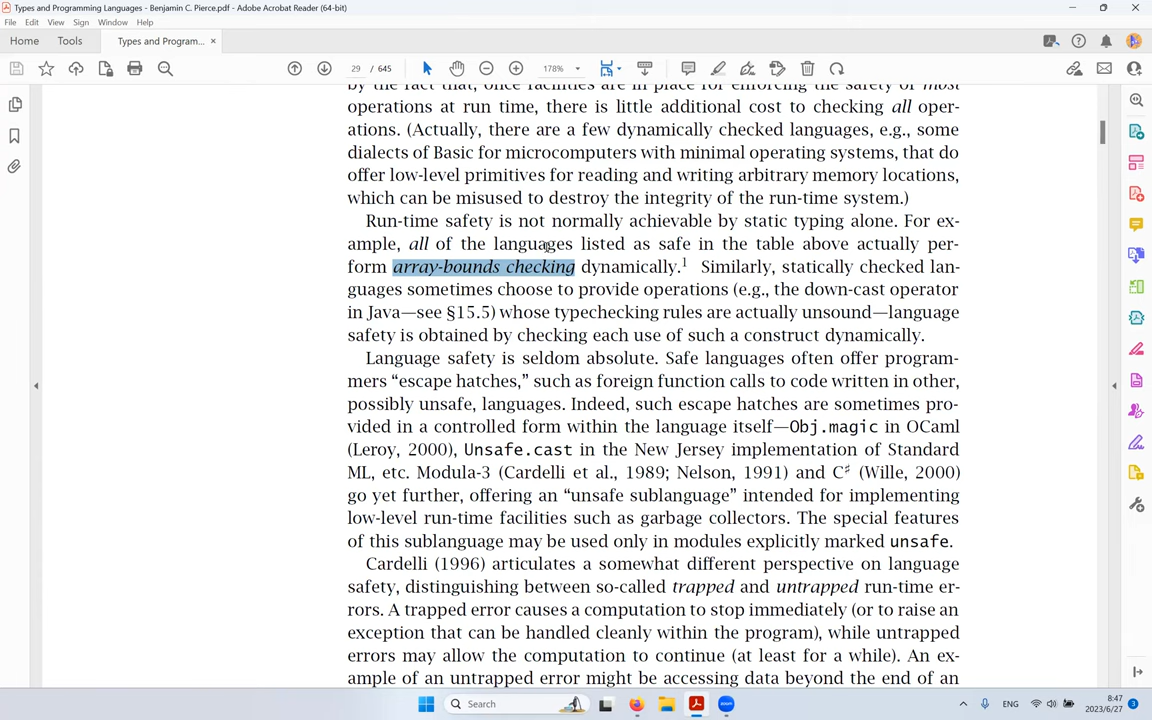 Types and Programming Languages - Benjamin C. Pierce.pdf - Adobe Acrobat Reader (64-bit)
File Edit View Sign Window Help
Home Tools Types and Program... ×
29 / 645 178%
by the fact that, once facilities are in place for enforcing the safety of most
operations at run time, there is little additional cost to checking all oper-
ations. (Actually, there are a few dynamically checked languages, e.g., some
dialects of Basic for microcomputers with minimal operating systems, that do
offer low-level primitives for reading and writing arbitrary memory locations,
which can be misused to destroy the integrity of the run-time system.)
Run-time safety is not normally achievable by static typing alone. For ex-
ample, all of the languages listed as safe in the table above actually per-
form array-bounds checking dynamically.1 Similarly, statically checked lan-
guages sometimes choose to provide operations (e.g., the down-cast operator
in Java—see §15.5) whose typechecking rules are actually unsound—language
safety is obtained by checking each use of such a construct dynamically.
Language safety is seldom absolute. Safe languages often offer program-
mers “escape hatches,” such as foreign function calls to code written in other,
possibly unsafe, languages. Indeed, such escape hatches are sometimes pro-
vided in a controlled form within the language itself—Obj.magic in OCaml
(Leroy, 2000), Unsafe.cast in the New Jersey implementation of Standard
ML, etc. Modula-3 (Cardelli et al., 1989; Nelson, 1991) and C♯ (Wille, 2000)
go yet further, offering an “unsafe sublanguage” intended for implementing
low-level run-time facilities such as garbage collectors. The special features
of this sublanguage may be used only in modules explicitly marked unsafe.
Cardelli (1996) articulates a somewhat different perspective on language
safety, distinguishing between so-called trapped and untrapped run-time er-
rors. A trapped error causes a computation to stop immediately (or to raise an
exception that can be handled cleanly within the program), while untrapped
errors may allow the computation to continue (at least for a while). An ex-
ample of an untrapped error might be accessing data beyond the end of an
Search
zoom
ENG
8:47
2023/6/27
3